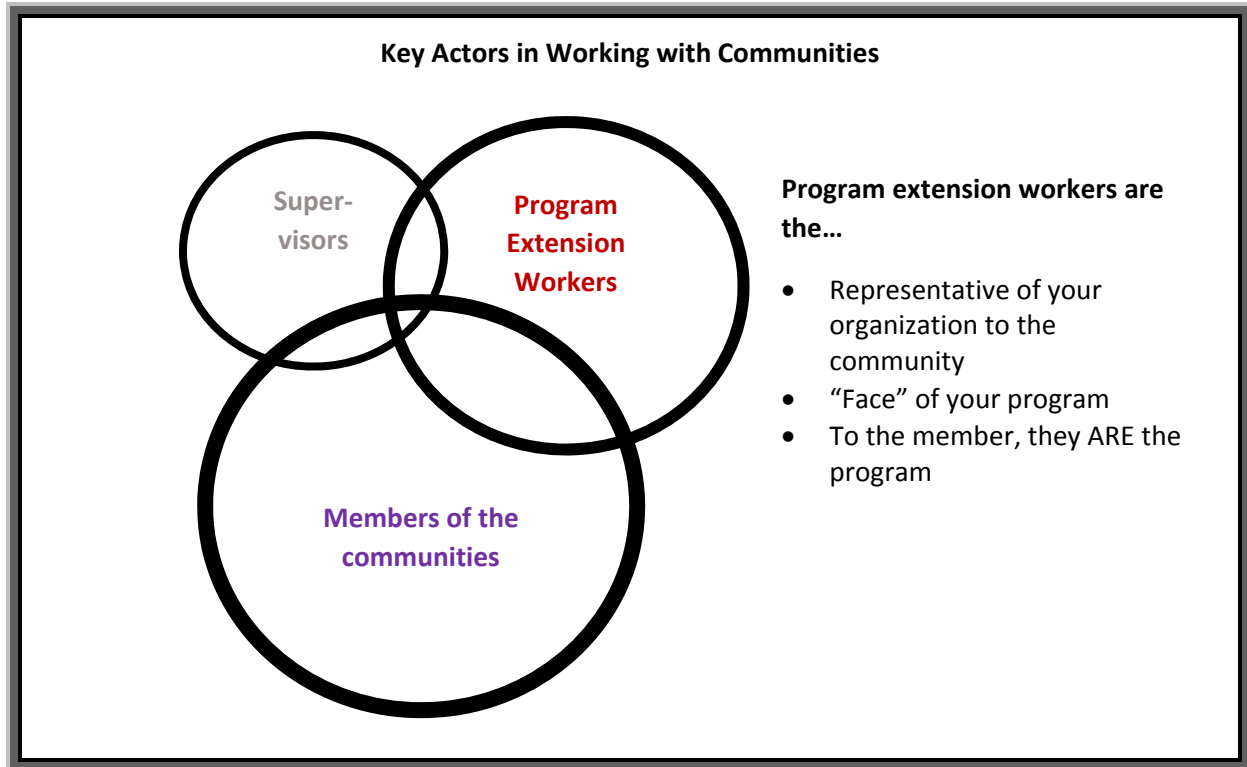 Key Actors in Working with Communities
Super-
visors
Program
Extension
Workers
Members of the
communities
Program extension workers are
the…
• Representative of your
organization to the
community
• “Face” of your program
• To the member, they ARE the
program